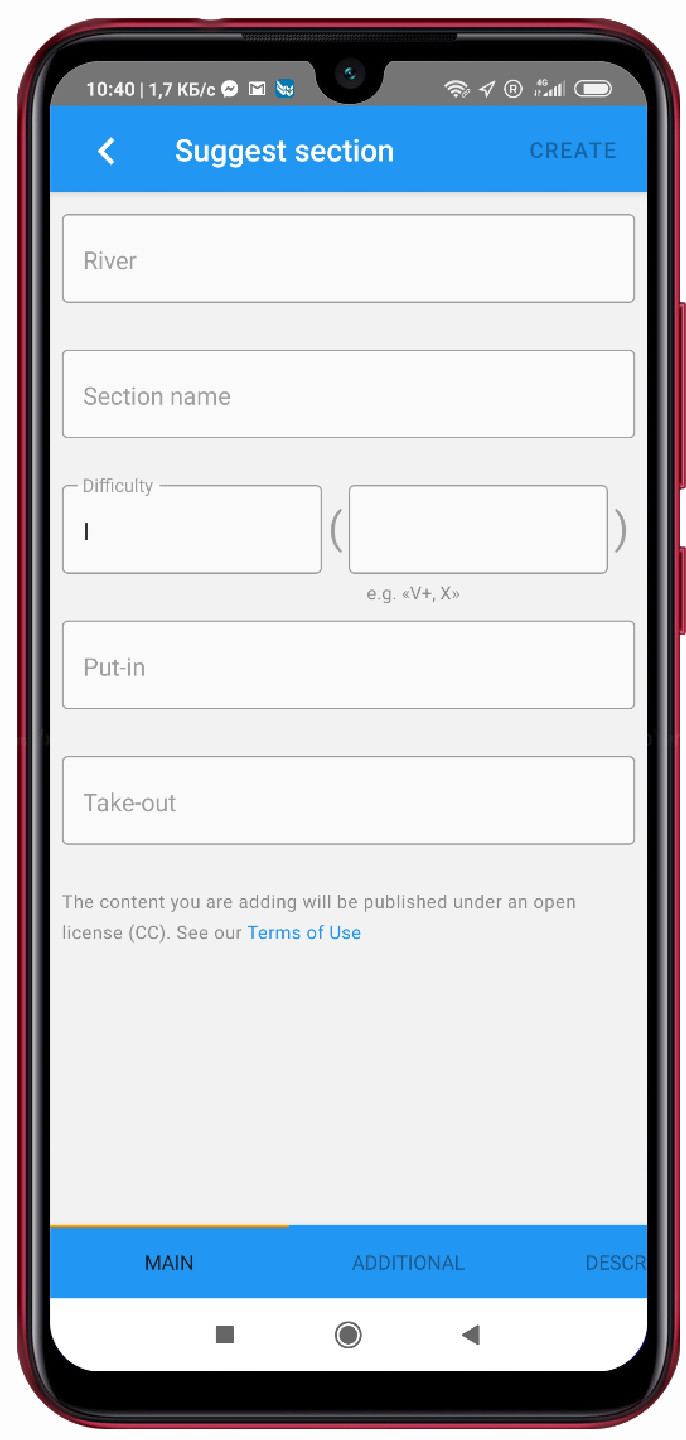 10:40 | 1,7 КБ/с
R
4G
Suggest section
CREATE
River
Section name
Difficulty
I
( )
e.g. «V+, X»
Put-in
Take-out
The content you are adding will be published under an open
license (CC). See our Terms of Use
MAIN
ADDITIONAL
DESCR